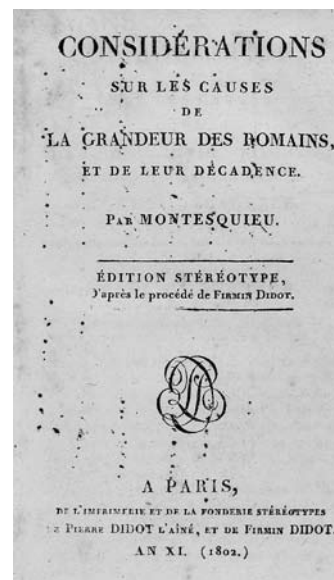 CONSIDÉRATIONS
SUR LES CAUSES
DE
LA GRANDEUR DES ROMAINS,
ET DE LEUR DÉCADENCE.
PAR MONTESQUIEU.
ÉDITION STÉRÉOTYPE,
D'après le procédé de FIRMIN DIDOT.
A PARIS,
DE L'IMPRIMERIE ET DE LA FONDERIE STÉRÉOTYPES
DE PIERRE DIDOT L'AÎNÉ, ET DE FIRMIN DIDOT.
AN XI. (1802.)